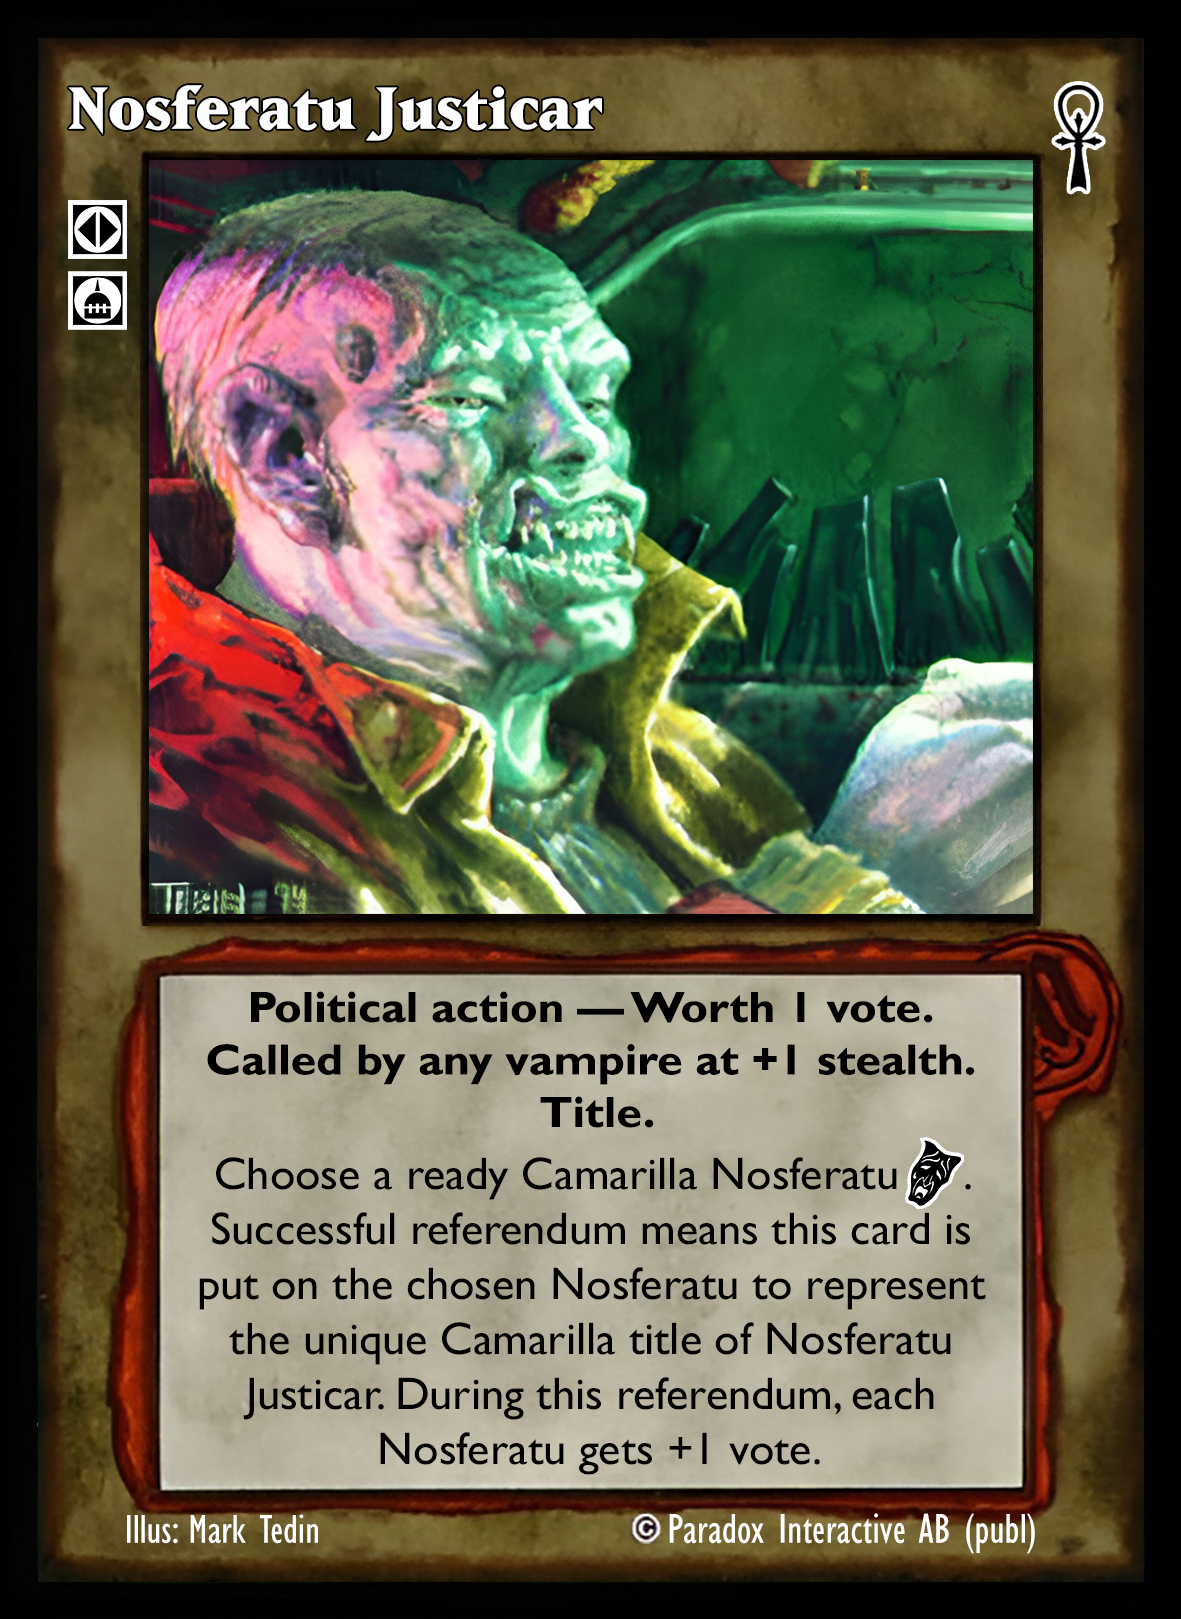 Nosferatu Justicar
Political action — Worth 1 vote.
Called by any vampire at +1 stealth.
Title.
Choose a ready Camarilla Nosferatu .
Successful referendum means this card is
put on the chosen Nosferatu to represent
the unique Camarilla title of Nosferatu
Justicar. During this referendum, each
Nosferatu gets +1 vote.
Illus: Mark Tedin
© Paradox Interactive AB (publ)